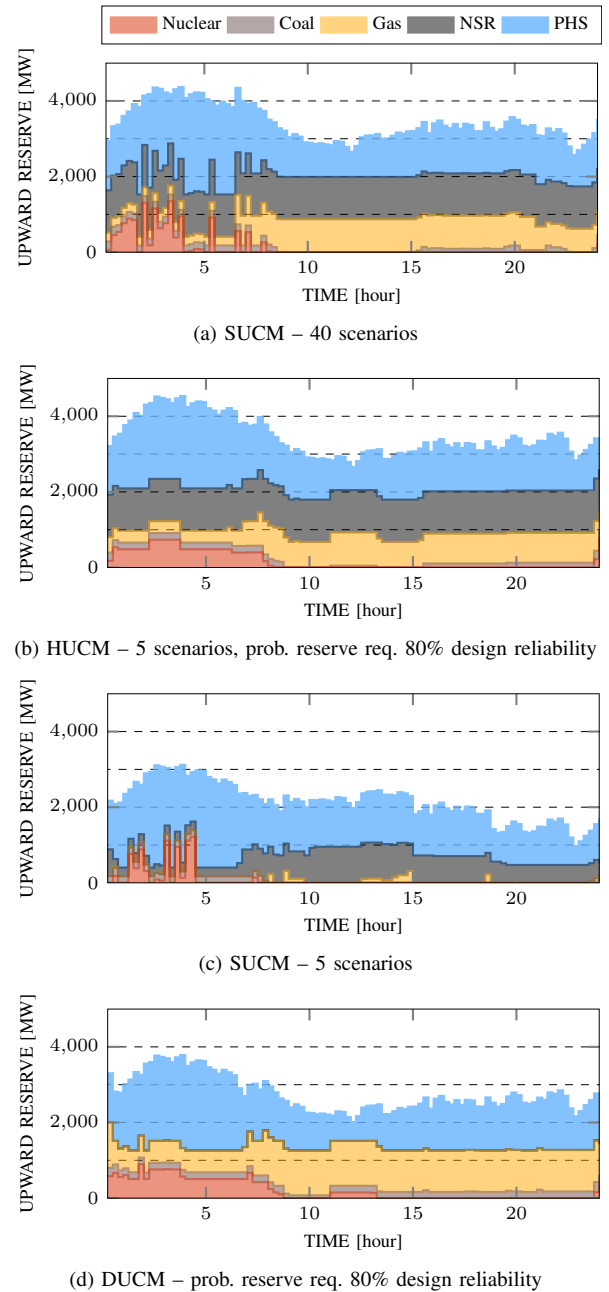 Nuclear Coal Gas NSR PHS
4,000
2,000
0
UPWARD RESERVE [MW]
5 10 15 20
TIME [hour]
(a) SUCM – 40 scenarios
4,000
2,000
0
UPWARD RESERVE [MW]
5 10 15 20
TIME [hour]
(b) HUCM – 5 scenarios, prob. reserve req. 80% design reliability
4,000
2,000
0
UPWARD RESERVE [MW]
5 10 15 20
TIME [hour]
(c) SUCM – 5 scenarios
4,000
2,000
0
UPWARD RESERVE [MW]
5 10 15 20
TIME [hour]
(d) DUCM – prob. reserve req. 80% design reliability